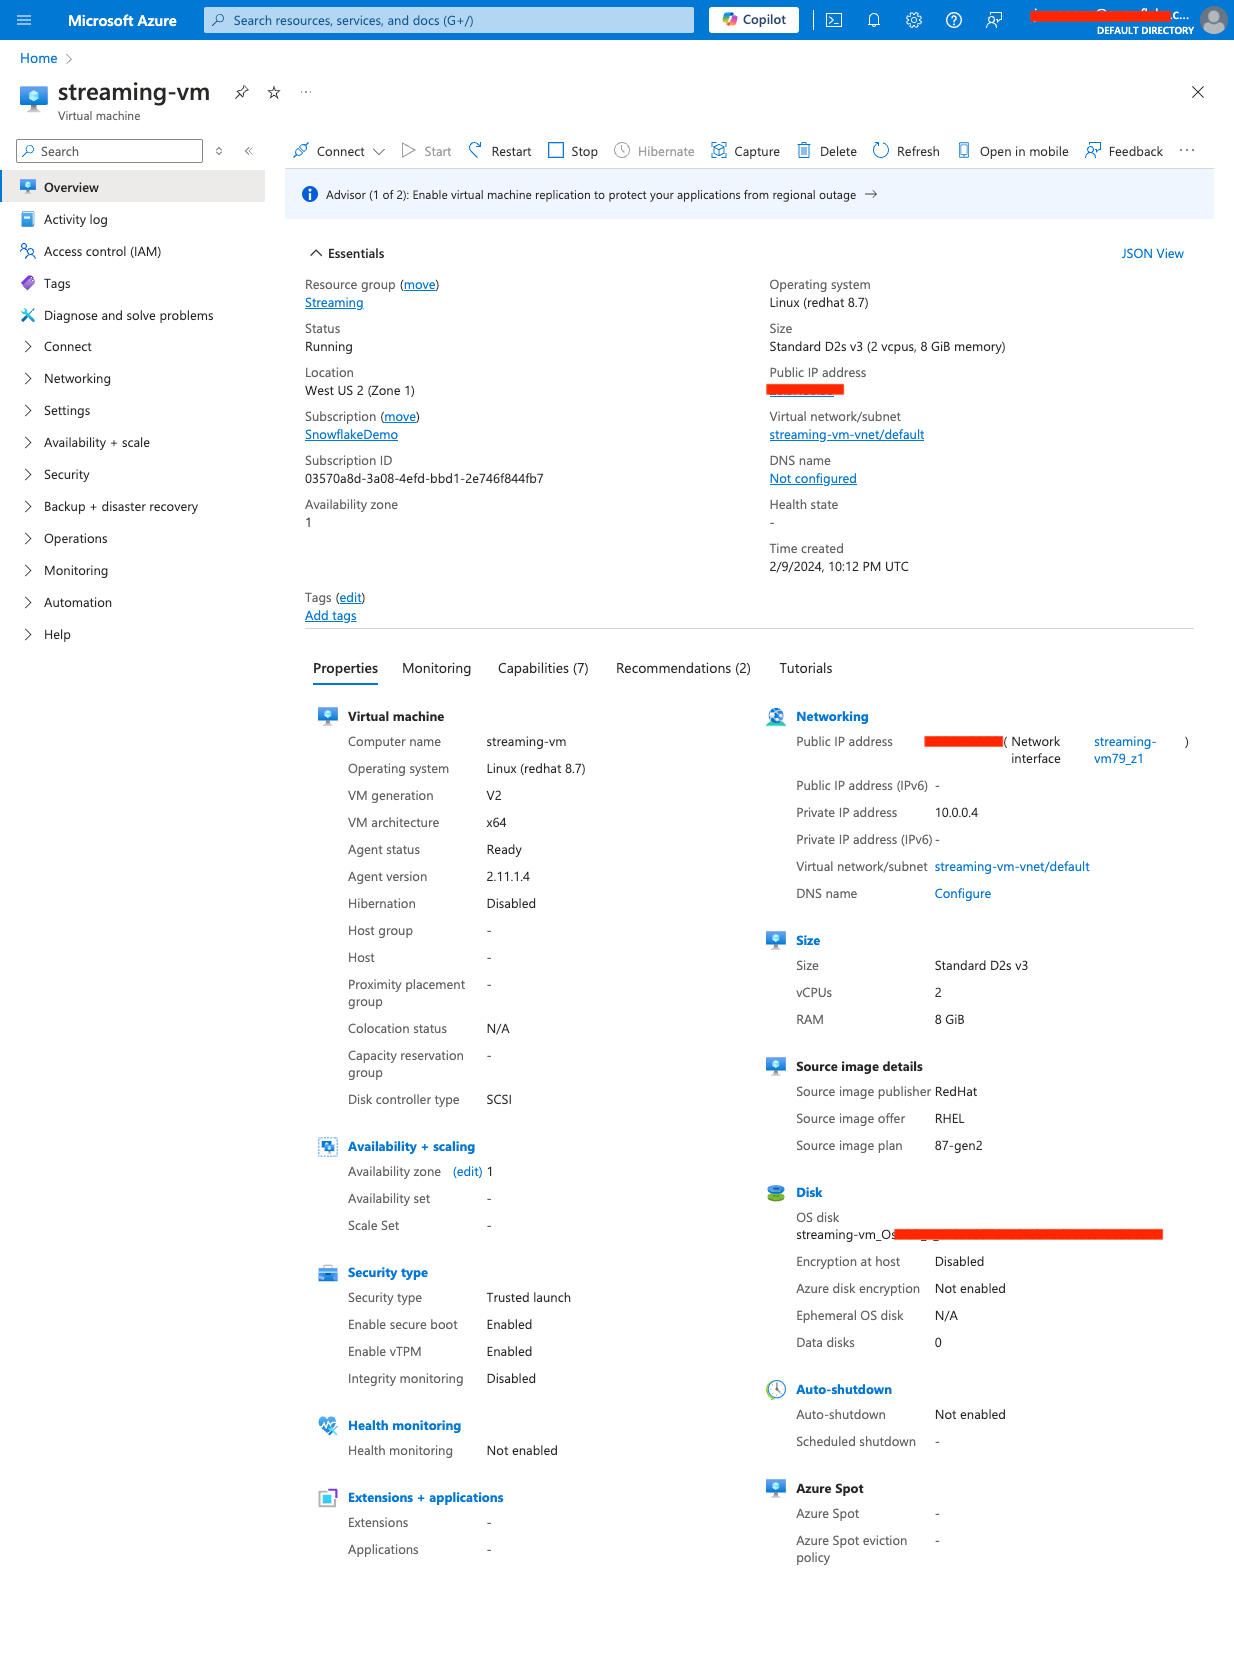 Microsoft Azure
Search resources, services, and docs (G+/)
Copilot
DEFAULT DIRECTORY
Home
streaming-vm
Virtual machine
Search
Connect
Start
Restart
Stop
Hibernate
Capture
Delete
Refresh
Open in mobile
Feedback
Overview
Activity log
Access control (IAM)
Tags
Diagnose and solve problems
Connect
Networking
Settings
Availability + scale
Security
Backup + disaster recovery
Operations
Monitoring
Automation
Help
Advisor (1 of 2): Enable virtual machine replication to protect your applications from regional outage
Essentials
JSON View
Resource group (move)
Streaming
Status
Running
Location
West US 2 (Zone 1)
Subscription (move)
SnowflakeDemo
Subscription ID
03570a8d-3a08-4efd-bbd1-2e746f844fb7
Availability zone
1
Operating system
Linux (redhat 8.7)
Size
Standard D2s v3 (2 vcpus, 8 GiB memory)
Public IP address
Virtual network/subnet
streaming-vm-vnet/default
DNS name
Not configured
Health state
-
Time created
2/9/2024, 10:12 PM UTC
Tags (edit)
Add tags
Properties
Monitoring
Capabilities (7)
Recommendations (2)
Tutorials
Virtual machine
Computer name streaming-vm
Operating system Linux (redhat 8.7)
VM generation V2
VM architecture x64
Agent status Ready
Agent version 2.11.1.4
Hibernation Disabled
Host group -
Host -
Proximity placement -
group
Colocation status N/A
Capacity reservation -
group
Disk controller type SCSI
Availability + scaling
Availability zone (edit) 1
Availability set -
Scale Set -
Security type
Security type Trusted launch
Enable secure boot Enabled
Enable vTPM Enabled
Integrity monitoring Disabled
Health monitoring
Health monitoring Not enabled
Extensions + applications
Extensions -
Applications -
Networking
Public IP address ( Network streaming- )
interface vm79_z1
Public IP address (IPv6) -
Private IP address 10.0.0.4
Private IP address (IPv6) -
Virtual network/subnet streaming-vm-vnet/default
DNS name Configure
Size
Size Standard D2s v3
vCPUs 2
RAM 8 GiB
Source image details
Source image publisher RedHat
Source image offer RHEL
Source image plan 87-gen2
Disk
OS disk
streaming-vm_Os
Encryption at host Disabled
Azure disk encryption Not enabled
Ephemeral OS disk N/A
Data disks 0
Auto-shutdown
Auto-shutdown Not enabled
Scheduled shutdown -
Azure Spot
Azure Spot -
Azure Spot eviction -
policy